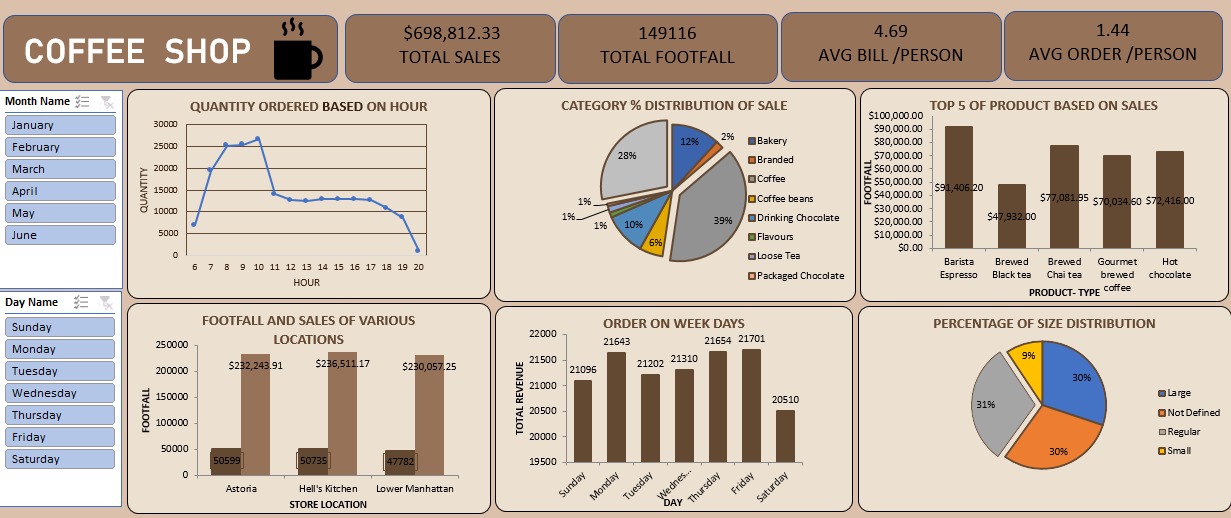 COFFEE SHOP
$698,812.33
TOTAL SALES
149116
TOTAL FOOTFALL
4.69
AVG BILL /PERSON
1.44
AVG ORDER /PERSON
Month Name
January
February
March
April
May
June
Day Name
Sunday
Monday
Tuesday
Wednesday
Thursday
Friday
Saturday
QUANTITY ORDERED BASED ON HOUR
QUANTITY
30000
25000
20000
15000
10000
5000
0
6 7 8 9 10 11 12 13 14 15 16 17 18 19 20
HOUR
CATEGORY % DISTRIBUTION OF SALE
12%
2%
39%
6%
10%
1%
1%
1%
28%
Bakery
Branded
Coffee
Coffee beans
Drinking Chocolate
Flavours
Loose Tea
Packaged Chocolate
TOP 5 OF PRODUCT BASED ON SALES
FOOTFALL
$100,000.00
$90,000.00
$80,000.00
$70,000.00
$60,000.00
$50,000.00
$40,000.00
$30,000.00
$20,000.00
$10,000.00
$0.00
$91,406.20
$47,932.00
$77,081.95
$70,034.60
$72,416.00
Barista
Espresso
Brewed
Black tea
Brewed
Chai tea
Gourmet
brewed
coffee
Hot
chocolate
PRODUCT- TYPE
FOOTFALL AND SALES OF VARIOUS
LOCATIONS
FOOTFALL
250000
200000
150000
100000
50000
0
$232,243.91
$236,511.17
$230,057.25
50599
50735
47782
Astoria
Hell's Kitchen
Lower Manhattan
STORE LOCATION
ORDER ON WEEK DAYS
TOTAL REVENUE
22000
21500
21000
20500
20000
19500
21096
21643
21202
21310
21654
21701
20510
Sunday
Monday
Tuesday
Wednes...
Thursday
Friday
Saturday
DAY
PERCENTAGE OF SIZE DISTRIBUTION
9%
30%
31%
30%
Large
Not Defined
Regular
Small